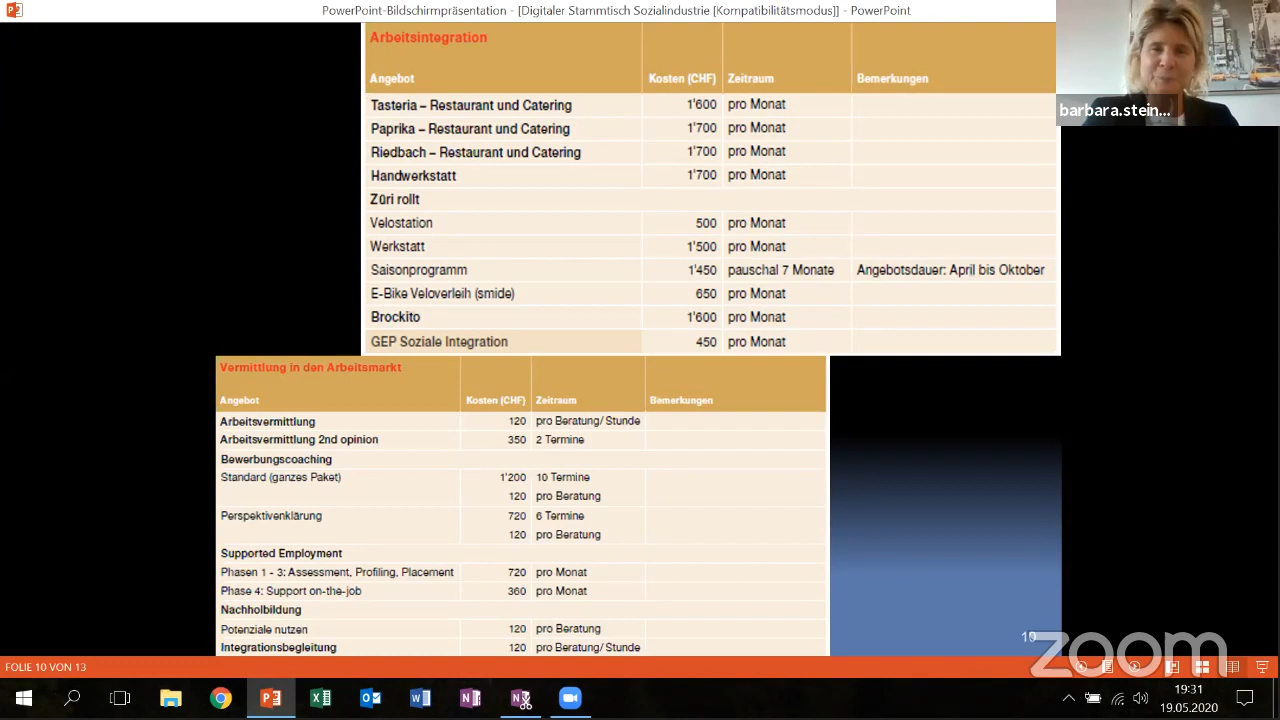 PowerPoint-Bildschirmpräsentation - [Digitaler Stammtisch Sozialindustrie [Kompatibilitätsmodus]] - PowerPoint
Arbeitsintegration
Angebot Kosten (CHF) Zeitraum Bemerkungen
Tasteria – Restaurant und Catering 1'600 pro Monat
Paprika – Restaurant und Catering 1'700 pro Monat
Riedbach – Restaurant und Catering 1'700 pro Monat
Handwerkstatt 1'700 pro Monat
Züri rollt
Velostation 500 pro Monat
Werkstatt 1'500 pro Monat
Saisonprogramm 1'450 pauschal 7 Monate Angebotsdauer: April bis Oktober
E-Bike Veloverleih (smide) 650 pro Monat
Brockito 1'600 pro Monat
GEP Soziale Integration 450 pro Monat
barbara.stein...
Vermittlung in den Arbeitsmarkt
Angebot Kosten (CHF) Zeitraum Bemerkungen
Arbeitsvermittlung 120 pro Beratung/ Stunde
Arbeitsvermittlung 2nd opinion 350 2 Termine
Bewerbungscoaching
Standard (ganzes Paket) 1'200 10 Termine
120 pro Beratung
Perspektivenklärung 720 6 Termine
120 pro Beratung
Supported Employment
Phasen 1 - 3: Assessment, Profiling, Placement 720 pro Monat
Phase 4: Support on-the-job 360 pro Monat
Nachholbildung
Potenziale nutzen 120 pro Beratung
Integrationsbegleitung 120 pro Beratung/ Stunde
zoom
FOLIE 10 VON 13
19:31
19.05.2020